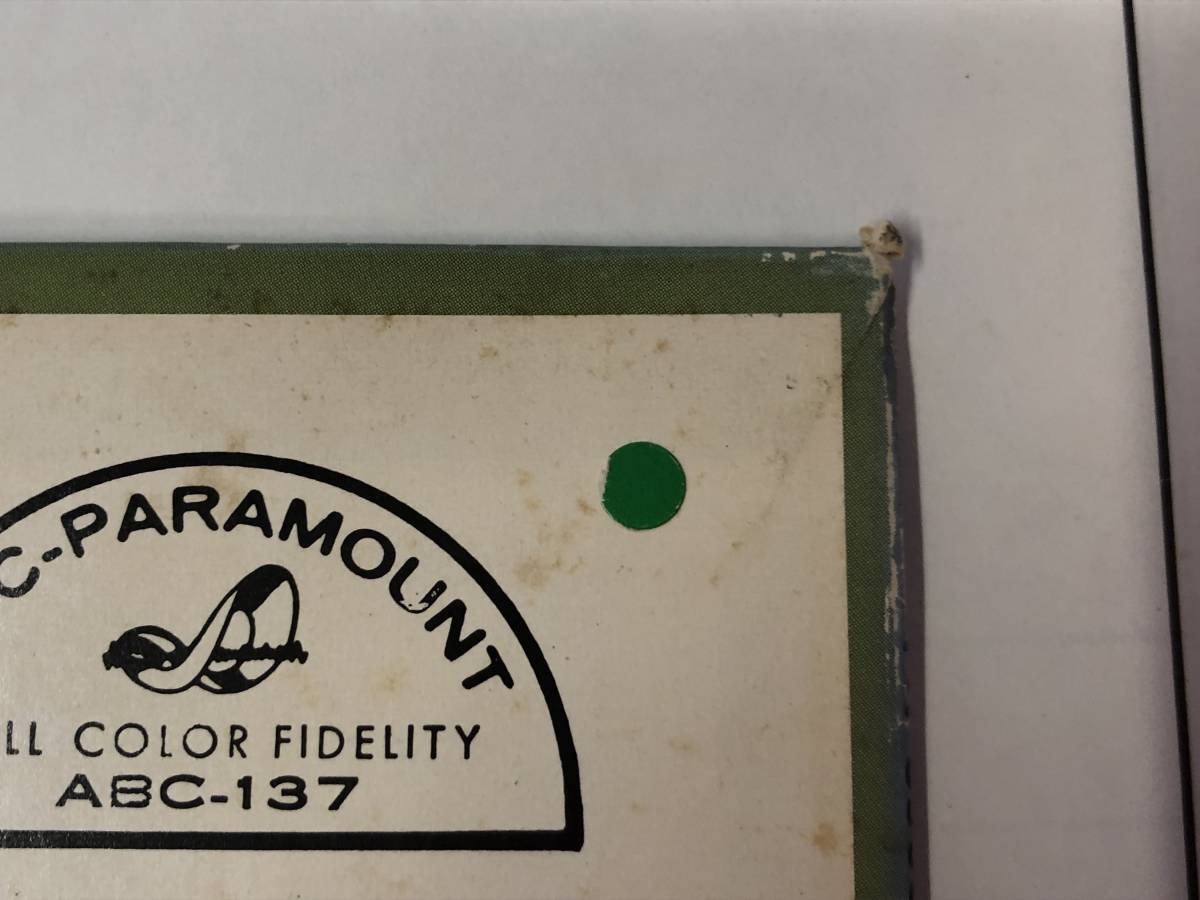 C-PARAMOUNT
LL COLOR FIDELITY
ABC-137